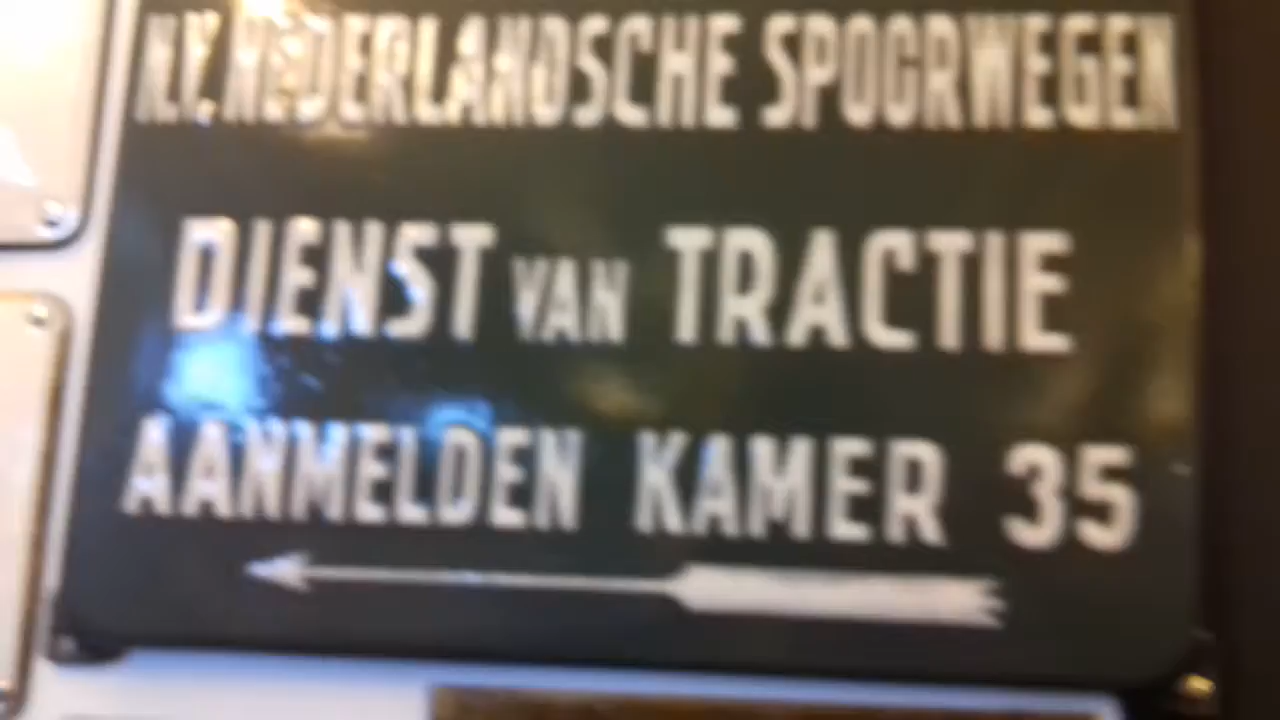 N.V. NEDERLANDSCHE SPOORWEGEN
DIENST VAN TRACTIE
AANMELDEN KAMER 35